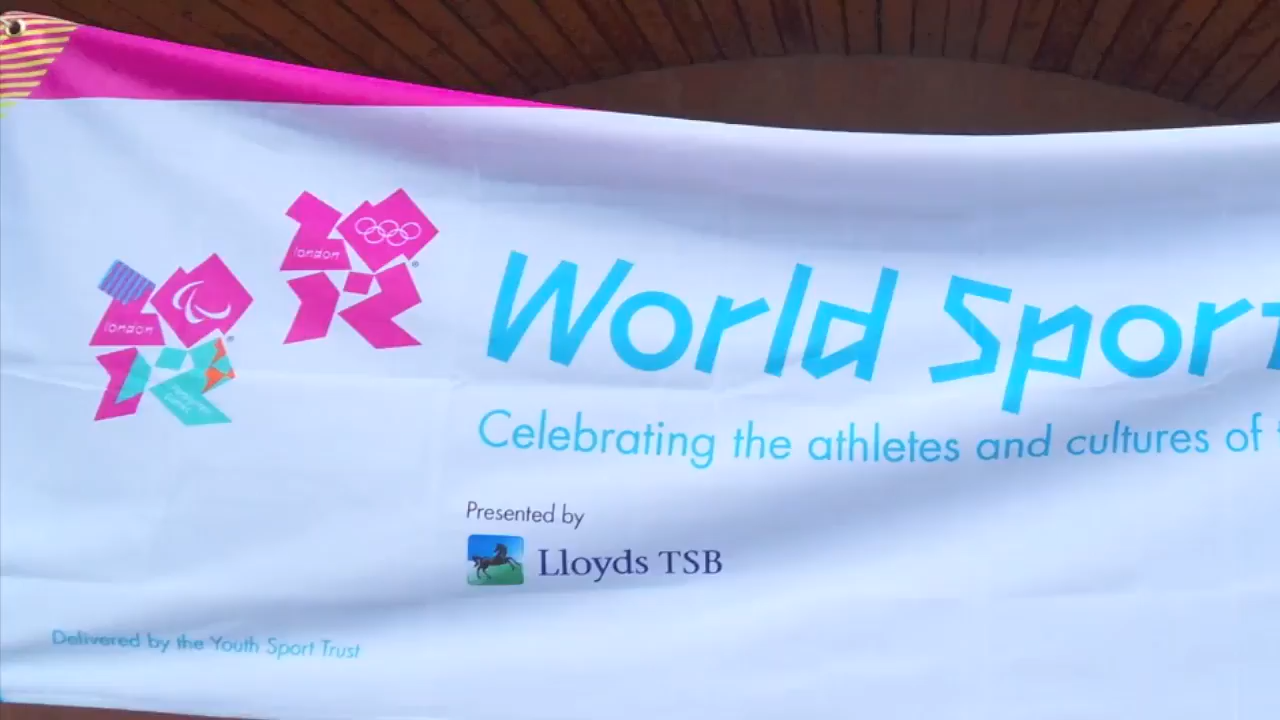 london
london
World Sport
Celebrating the athletes and cultures of
Presented by
Lloyds TSB
Delivered by the Youth Sport Trust